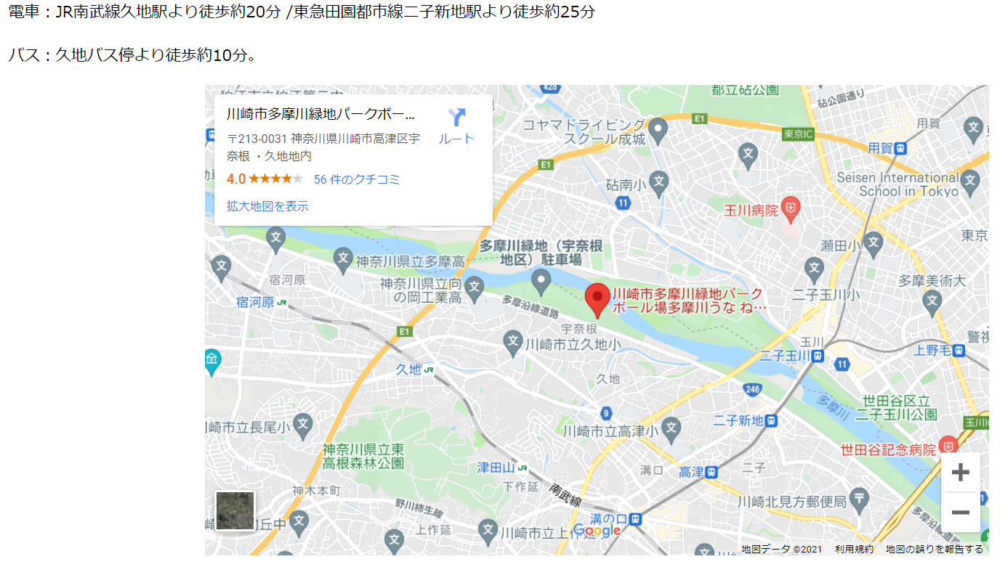 電車：JR南武線久地駅より徒歩約20分 /東急田園都市線二子新地駅より徒歩約25分
バス：久地バス停より徒歩約10分。
川崎市多摩川緑地パークボー...
〒213-0031 神奈川県川崎市高津区宇
奈根 ・久地地内
4.0
56 件のクチコミ
拡大地図を表示
ルート
428
都立砧公園
砧公園通り
E1
コヤマドライビング
スクール成城
東京IC
用賀
用賀
E1
砧南小
11
Seisen International
School in Tokyo
玉川病院
多摩川緑地（宇奈根
地区）駐車場
瀬田小
東京
神奈川県立多摩高
宿河原
神奈川県立向
の岡工業高
宿河原 JR
多摩沿線道路
川崎市多摩川緑地パーク
ボール場多摩川うな ね…
二子玉川小
多摩美術大
宇奈根
E1
川崎市立久地小
玉川
二子玉川
警視
上野毛
11
久地 JR
久地
246
9
多摩川
世田谷区立
二子玉川公園
二子新地
玉川IC
川崎市立長尾小
川崎市立高津小
神奈川県立東
高根森林公園
世田谷記念病院
津田山 JR
溝口
高津
二子
下作延
神木本町
南武線
川崎北見方郵便局
野川柿生線
上作延
溝の口
川崎市立上作延
Google
多摩沿線道路
丘中
+
−
地図データ ©2021
利用規約
地図の誤りを報告する